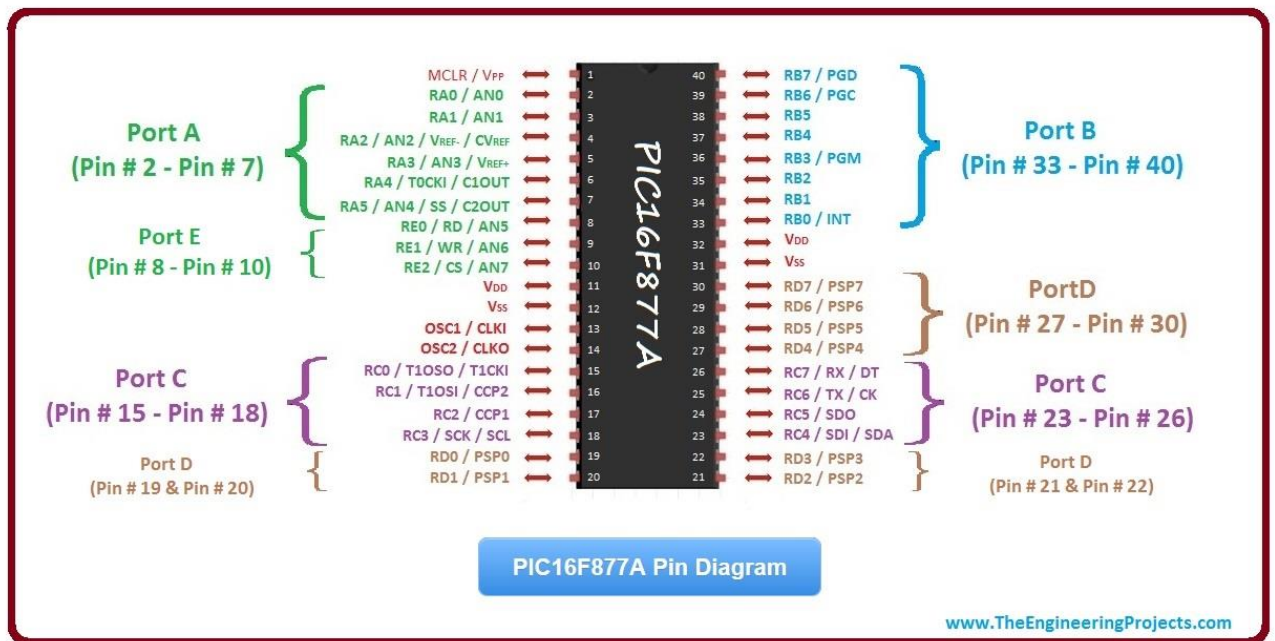 MCLR / VPP
RA0 / AN0
RA1 / AN1
RA2 / AN2 / VREF- / CVREF
RA3 / AN3 / VREF+
RA4 / T0CKI / C1OUT
RA5 / AN4 / SS / C2OUT
RE0 / RD / AN5
RE1 / WR / AN6
RE2 / CS / AN7
VDD
VSS
OSC1 / CLKI
OSC2 / CLKO
RC0 / T1OSO / T1CKI
RC1 / T1OSI / CCP2
RC2 / CCP1
RC3 / SCK / SCL
RD0 / PSP0
RD1 / PSP1
Port A
(Pin # 2 - Pin # 7)
Port E
(Pin # 8 - Pin # 10)
Port C
(Pin # 15 - Pin # 18)
Port D
(Pin # 19 & Pin # 20)
1
2
3
4
5
6
7
8
9
10
11
12
13
14
15
16
17
18
19
20
PIC16F877A
40
39
38
37
36
35
34
33
32
31
30
29
28
27
26
25
24
23
22
21
RB7 / PGD
RB6 / PGC
RB5
RB4
RB3 / PGM
RB2
RB1
RB0 / INT
VDD
VSS
RD7 / PSP7
RD6 / PSP6
RD5 / PSP5
RD4 / PSP4
RC7 / RX / DT
RC6 / TX / CK
RC5 / SDO
RC4 / SDI / SDA
RD3 / PSP3
RD2 / PSP2
Port B
(Pin # 33 - Pin # 40)
PortD
(Pin # 27 - Pin # 30)
Port C
(Pin # 23 - Pin # 26)
Port D
(Pin # 21 & Pin # 22)
PIC16F877A Pin Diagram
www.TheEngineeringProjects.com